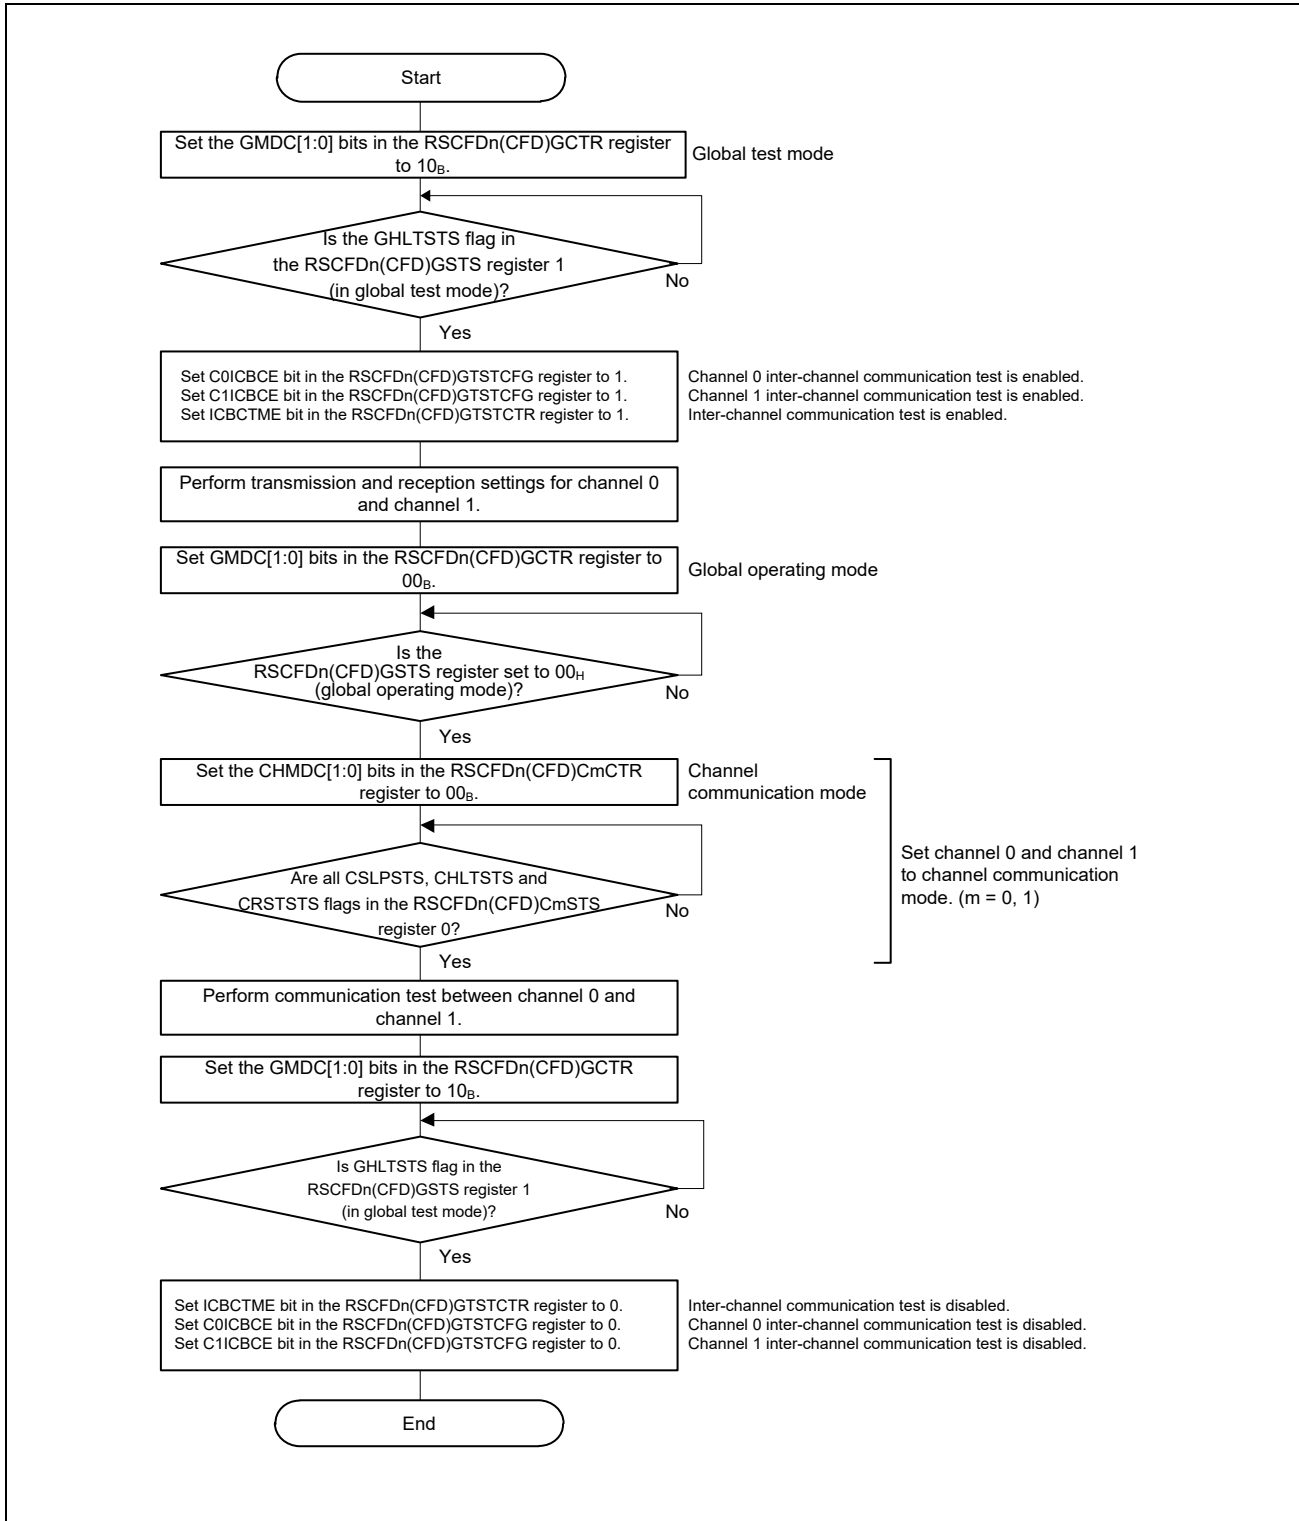 Start
Set the GMDC[1:0] bits in the RSCFDn(CFD)GCTR register
to 10B.
Global test mode
Is the GHLTSTS flag in
the RSCFDn(CFD)GSTS register 1
(in global test mode)?
No
Yes
Set C0ICBCE bit in the RSCFDn(CFD)GTSTCFG register to 1.
Set C1ICBCE bit in the RSCFDn(CFD)GTSTCFG register to 1.
Set ICBCTME bit in the RSCFDn(CFD)GTSTCTR register to 1.
Channel 0 inter-channel communication test is enabled.
Channel 1 inter-channel communication test is enabled.
Inter-channel communication test is enabled.
Perform transmission and reception settings for channel 0
and channel 1.
Set GMDC[1:0] bits in the RSCFDn(CFD)GCTR register to
00B.
Global operating mode
Is the
RSCFDn(CFD)GSTS register set to 00H
(global operating mode)?
No
Yes
Set the CHMDC[1:0] bits in the RSCFDn(CFD)CmCTR
register to 00B.
Channel
communication mode
Are all CSLPSTS, CHLTSTS and
CRSTSTS flags in the RSCFDn(CFD)CmSTS
register 0?
No
Yes
Set channel 0 and channel 1
to channel communication
mode. (m = 0, 1)
Perform communication test between channel 0 and
channel 1.
Set the GMDC[1:0] bits in the RSCFDn(CFD)GCTR
register to 10B.
Is GHLTSTS flag in the
RSCFDn(CFD)GSTS register 1
(in global test mode)?
No
Yes
Set ICBCTME bit in the RSCFDn(CFD)GTSTCTR register to 0.
Set C0ICBCE bit in the RSCFDn(CFD)GTSTCFG register to 0.
Set C1ICBCE bit in the RSCFDn(CFD)GTSTCFG register to 0.
Inter-channel communication test is disabled.
Channel 0 inter-channel communication test is disabled.
Channel 1 inter-channel communication test is disabled.
End